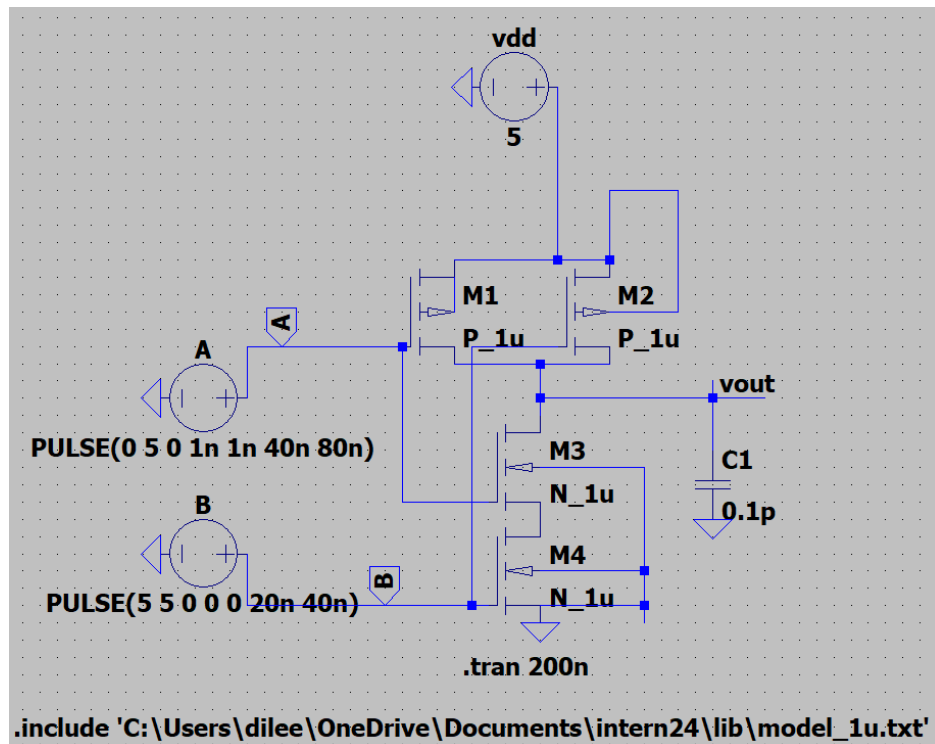 vdd
5
M1
M2
A
P_1u
P_1u
A
vout
PULSE(0 5 0 1n 1n 40n 80n)
M3
C1
N_1u
B
0.1p
M4
B
PULSE(5 5 0 0 0 20n 40n)
N_1u
.tran 200n
.include 'C:\Users\dilee\OneDrive\Documents\intern24\lib\model_1u.txt'